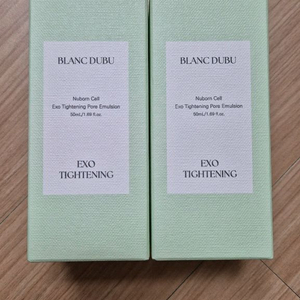 BLANC DUBU
Nuborn Cell
Exo Tightening Pore Emulsion
50mL/1.69 fl.oz.
EXO
TIGHTENING
BLANC DUBU
Nuborn Cell
Exo Tightening Pore Emulsion
50mL/1.69 fl.oz.
EXO
TIGHTENING